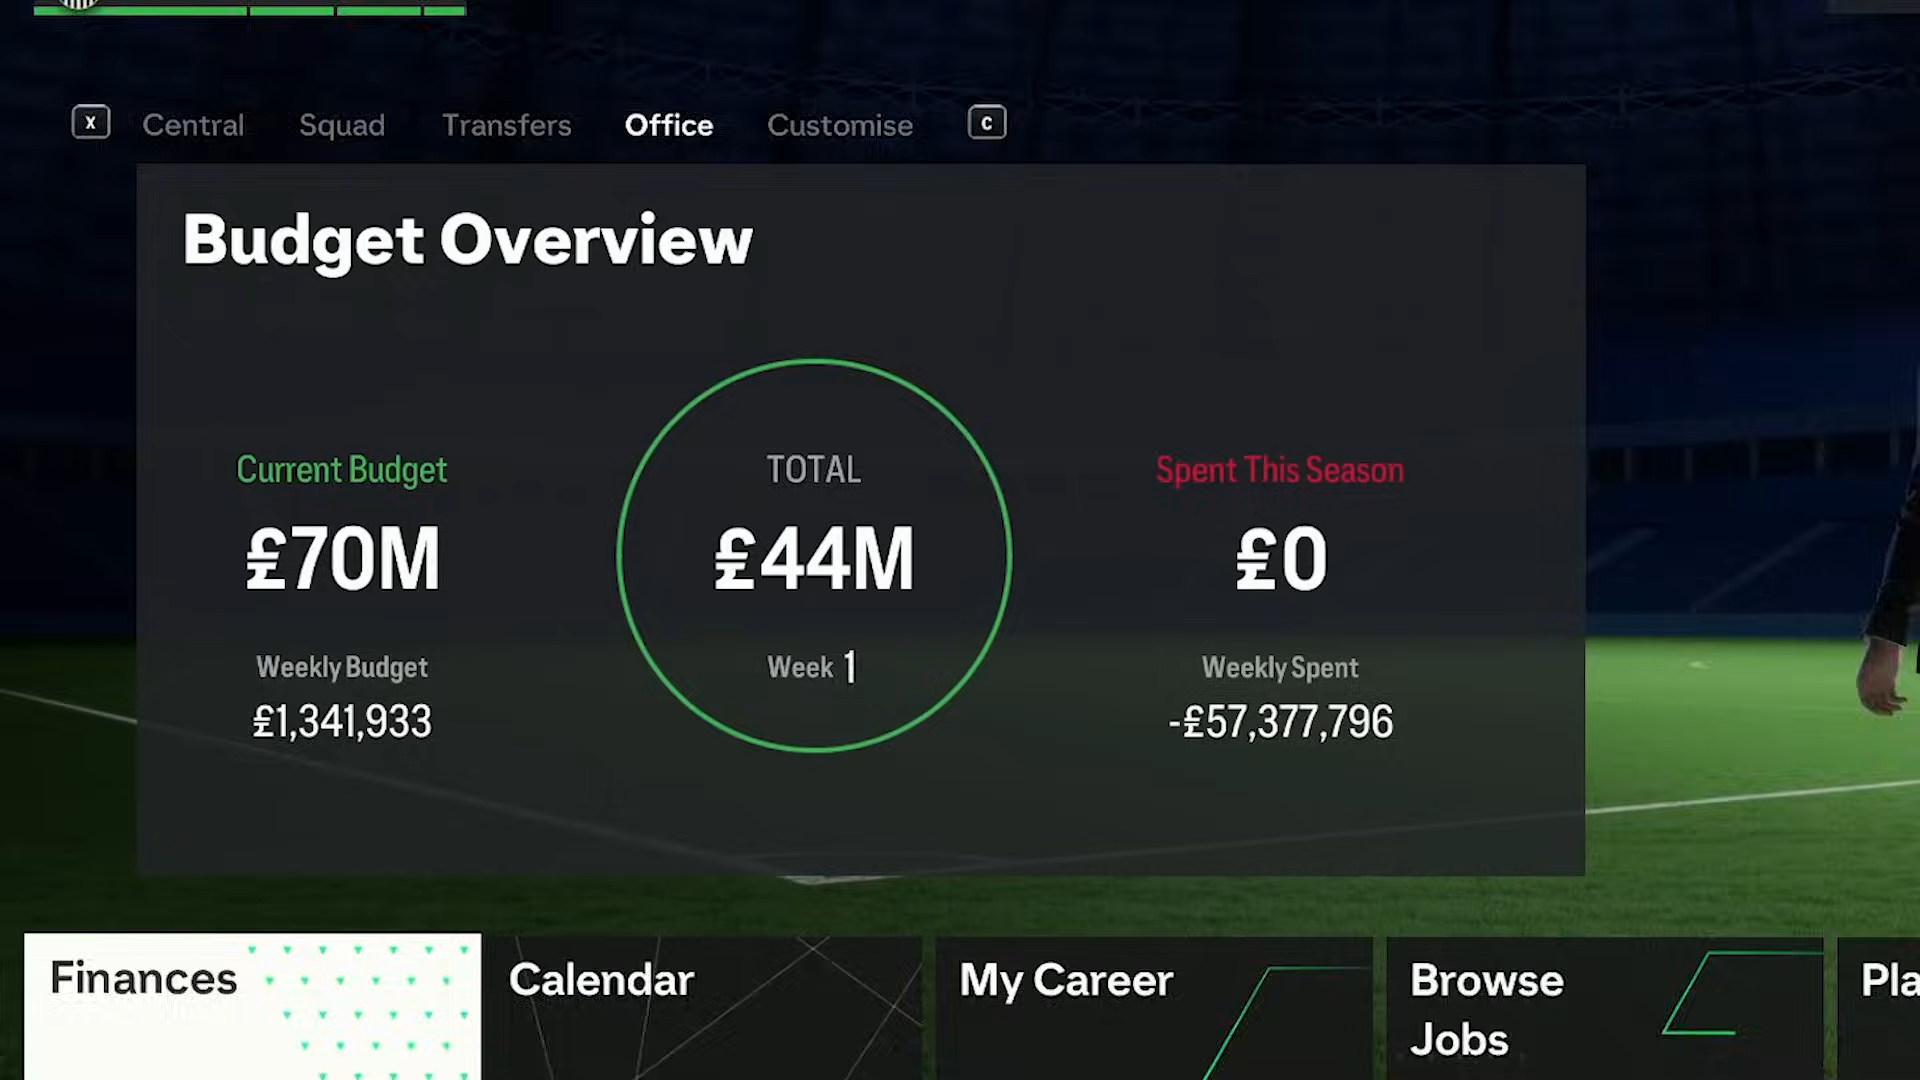 X Central Squad Transfers Office Customise C
Budget Overview
Current Budget
£70M
Weekly Budget
£1,341,933
TOTAL
£44M
Week 1
Spent This Season
£0
Weekly Spent
-£57,377,796
Finances
Calendar
My Career
Browse
Jobs
Pla